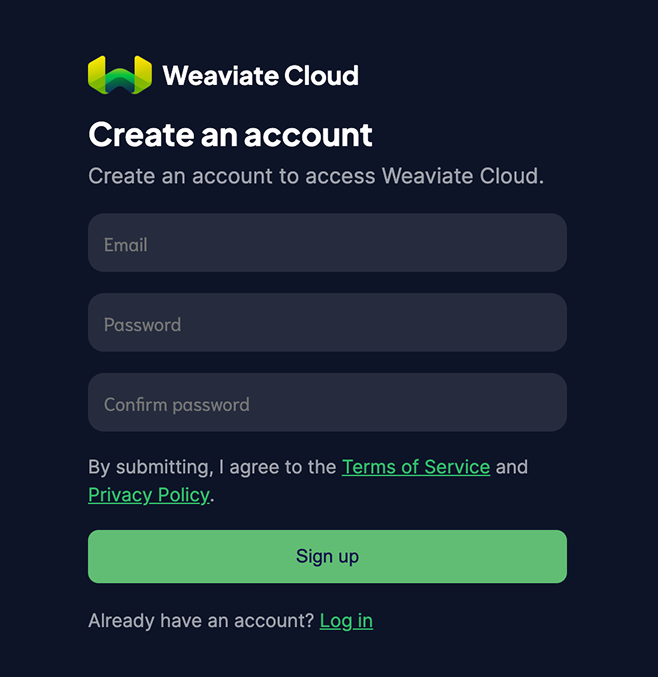 Weaviate Cloud
Create an account
Create an account to access Weaviate Cloud.
Email
Password
Confirm password
By submitting, I agree to the Terms of Service and
Privacy Policy.
Sign up
Already have an account? Log in